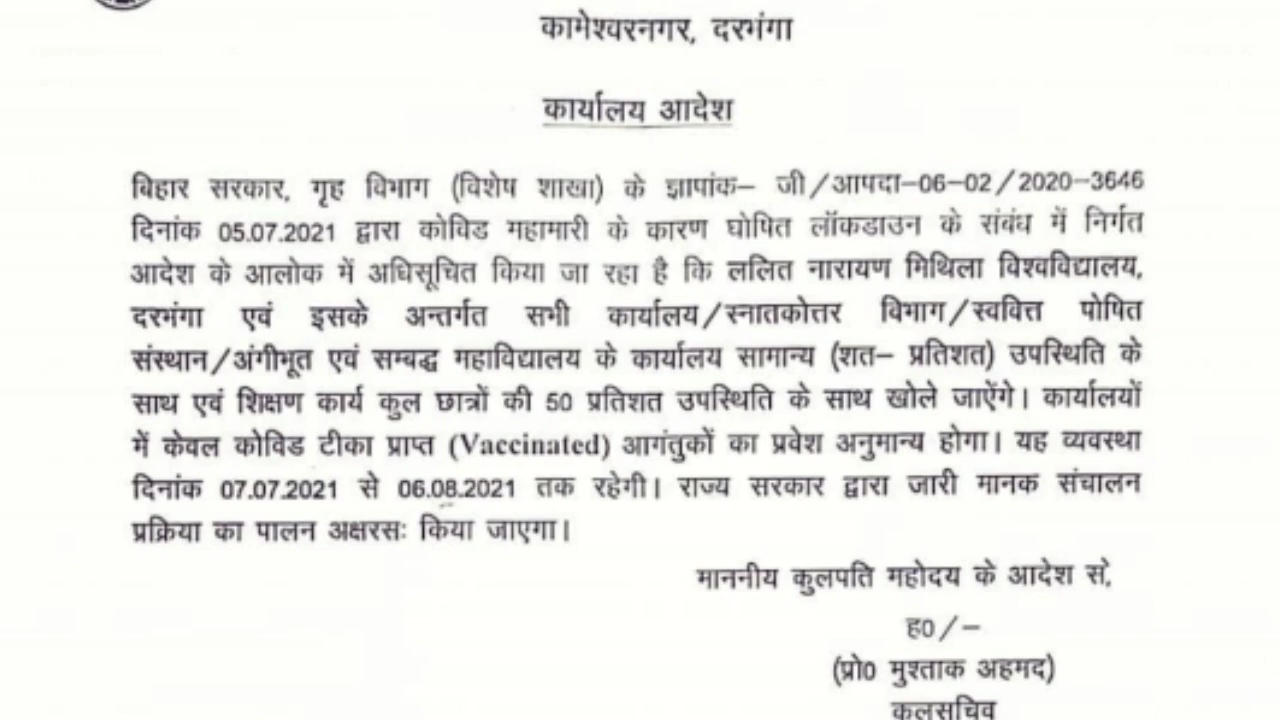 कामेश्वरनगर, दरभंगा
कार्यालय आदेश
बिहार सरकार, गृह विभाग (विशेष शाखा) के ज्ञापांक– जी/आपदा–06–02/2020–3646
दिनांक 05.07.2021 द्वारा कोविड महामारी के कारण घोषित लॉकडाउन के संबंध में निर्गत
आदेश के आलोक में अधिसूचित किया जा रहा है कि ललित नारायण मिथिला विश्वविद्यालय,
दरभंगा एवं इसके अन्तर्गत सभी कार्यालय/स्नातकोत्तर विभाग/स्ववित्त पोषित
संस्थान/अंगीभूत एवं सम्बद्ध महाविद्यालय के कार्यालय सामान्य (शत– प्रतिशत) उपस्थिति के
साथ एवं शिक्षण कार्य कुल छात्रों की 50 प्रतिशत उपस्थिति के साथ खोले जाऐंगे। कार्यालयों
में केवल कोविड टीका प्राप्त (Vaccinated) आगंतुकों का प्रवेश अनुमान्य होगा। यह व्यवस्था
दिनांक 07.07.2021 से 06.08.2021 तक रहेगी। राज्य सरकार द्वारा जारी मानक संचालन
प्रक्रिया का पालन अक्षरसः किया जाएगा।
माननीय कुलपति महोदय के आदेश से,
ह0/–
(प्रो0 मुश्ताक अहमद)
कुलसचिव